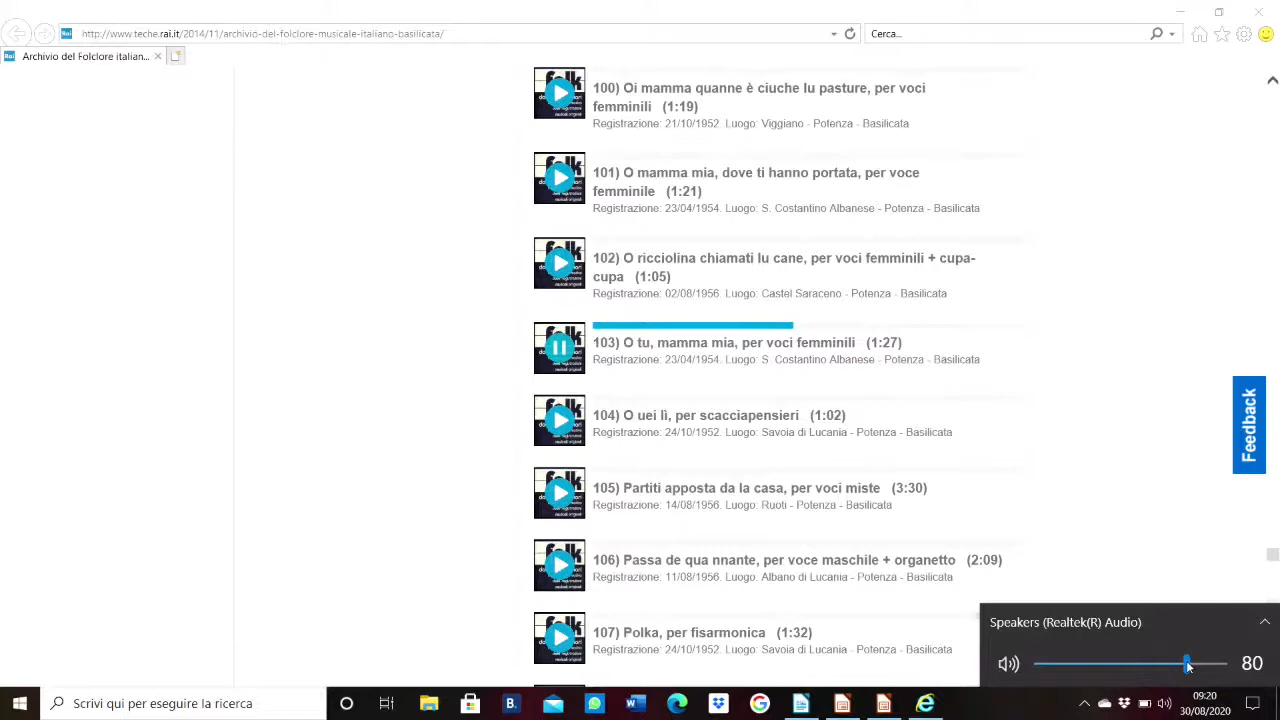 http://www.teche.rai.it/2014/11/archivio-del-folclore-musicale-italiano-basilicata/
Cerca...
Rai Archivio del Folclore italian...
100) Oi mamma quanne è ciuche lu pasture, per voci
femminili (1:19)
Registrazione: 21/10/1952. Luogo: Viggiano - Potenza - Basilicata
101) O mamma mia, dove ti hanno portata, per voce
femminile (1:21)
Registrazione: 23/04/1954. Luogo: S. Costantino Albanese - Potenza - Basilicata
102) O ricciolina chiamati lu cane, per voci femminili + cupa-
cupa (1:05)
Registrazione: 02/08/1956. Luogo: Castel Saraceno - Potenza - Basilicata
103) O tu, mamma mia, per voci femminili (1:27)
Registrazione: 23/04/1954. Luogo: S. Costantino Albanese - Potenza - Basilicata
104) O uei lì, per scacciapensieri (1:02)
Registrazione: 24/10/1952. Luogo: Savoia di Lucania - Potenza - Basilicata
Feedback
105) Partiti apposta da la casa, per voci miste (3:30)
Registrazione: 14/08/1956. Luogo: Ruoti - Potenza - Basilicata
106) Passa de qua nnante, per voce maschile + organetto (2:09)
Registrazione: 11/08/1956. Luogo: Albano di Lucania - Potenza - Basilicata
107) Polka, per fisarmonica (1:32)
Registrazione: 24/10/1952. Luogo: Savoia di Lucania - Potenza - Basilicata
Speakers (Realtek(R) Audio)
80
Scrivi qui per eseguire la ricerca
09:20
30/08/2020